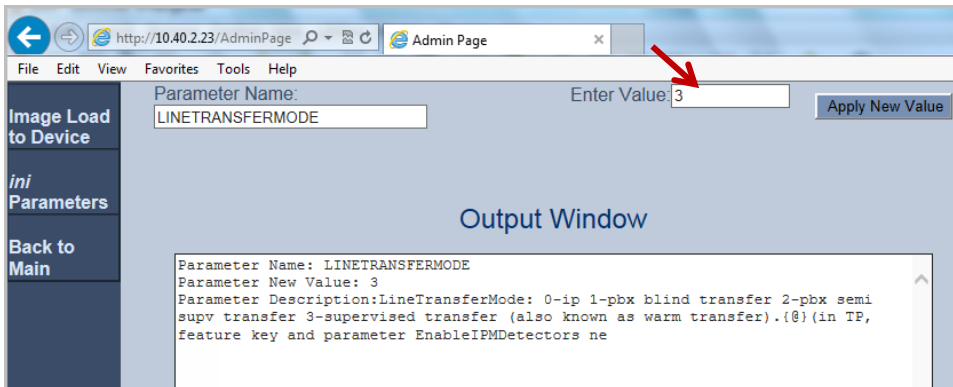 http://10.40.2.23/AdminPage
Admin Page
File Edit View Favorites Tools Help
Parameter Name:
Enter Value: 3
LINETRANSFERMODE
Apply New Value
Image Load
to Device
ini
Parameters
Back to
Main
Output Window
Parameter Name: LINETRANSFERMODE
Parameter New Value: 3
Parameter Description:LineTransferMode: 0-ip 1-pbx blind transfer 2-pbx semi
supv transfer 3-supervised transfer (also known as warm transfer).{@}(in TP,
feature key and parameter EnableIPMDetectors ne